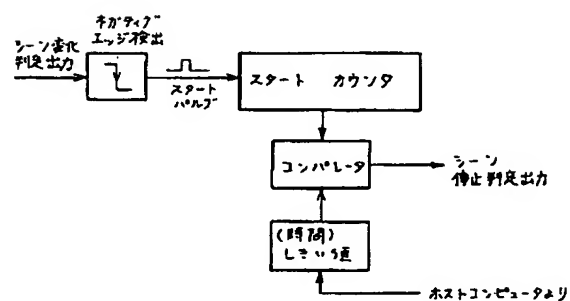 ネガティブ
エッジ検出
シーン変化
判定出力
スタート
パルス
スタート カウンタ
コンパレータ
シーン
停止判定出力
(時間)
しきい値
ホストコンピュータより